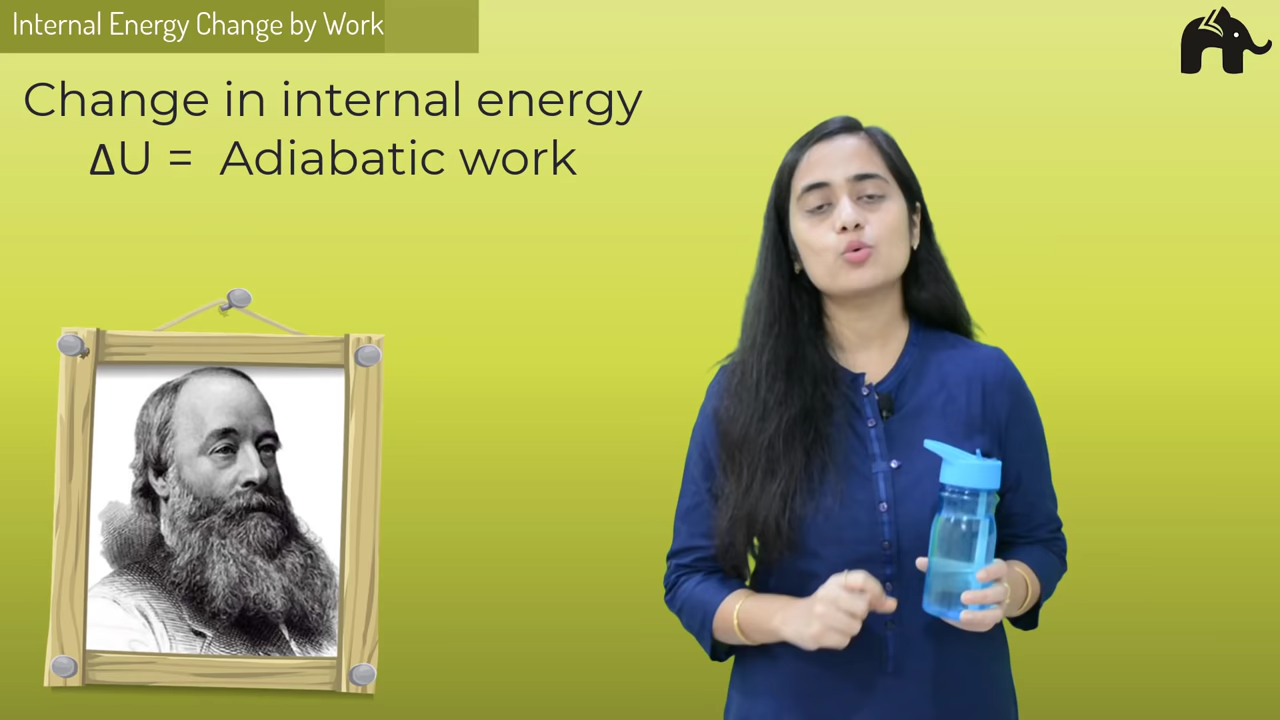 Internal Energy Change by Work
Change in internal energy
ΔU = Adiabatic work